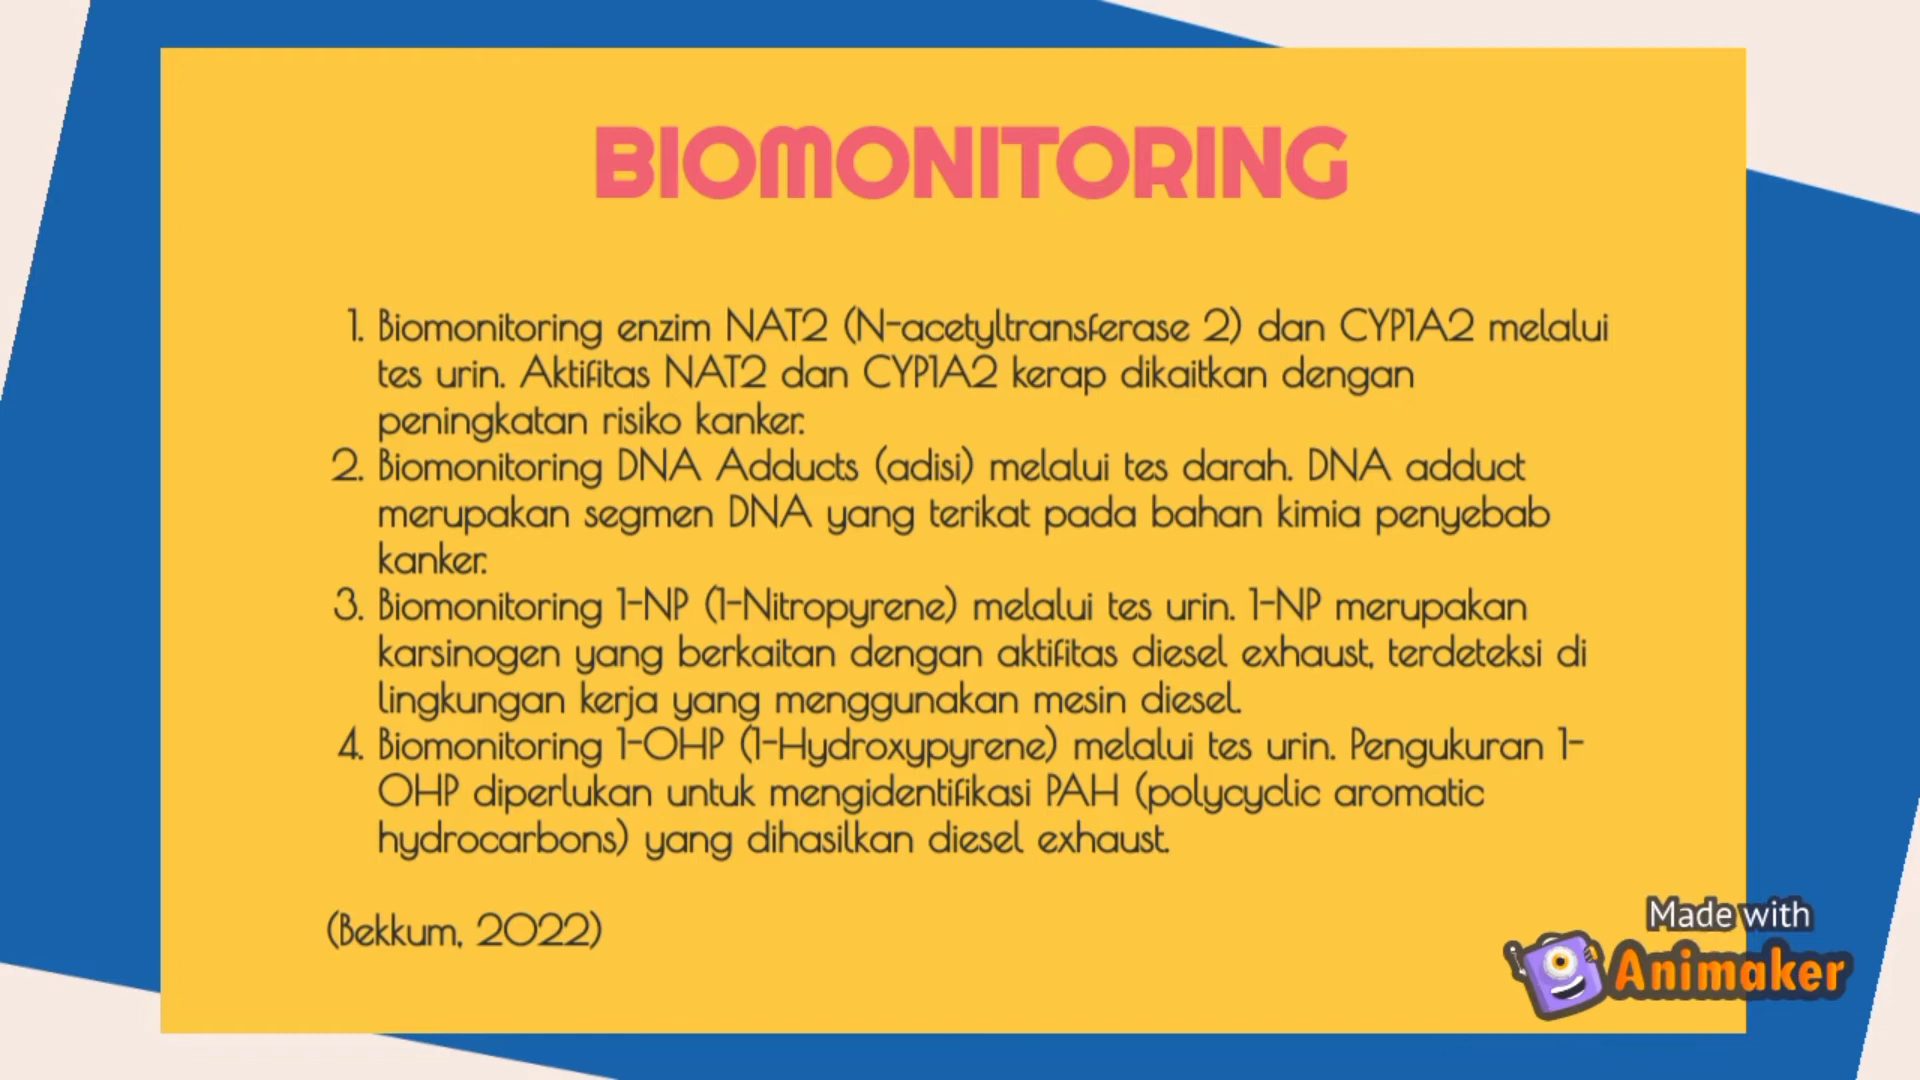 BIOMONITORING
1. Biomonitoring enzim NAT2 (N-acetyltransferase 2) dan CYP1A2 melalui
tes urin. Aktifitas NAT2 dan CYP1A2 kerap dikaitkan dengan
peningkatan risiko kanker.
2. Biomonitoring DNA Adducts (adisi) melalui tes darah. DNA adduct
merupakan segmen DNA yang terikat pada bahan kimia penyebab
kanker.
3. Biomonitoring 1-NP (1-Nitropyrene) melalui tes urin. 1-NP merupakan
karsinogen yang berkaitan dengan aktifitas diesel exhaust, terdeteksi di
lingkungan kerja yang menggunakan mesin diesel.
4. Biomonitoring 1-OHP (1-Hydroxypyrene) melalui tes urin. Pengukuran 1-
OHP diperlukan untuk mengidentifikasi PAH (polycyclic aromatic
hydrocarbons) yang dihasilkan diesel exhaust.
(Bekkum, 2022)
Made with
Animaker